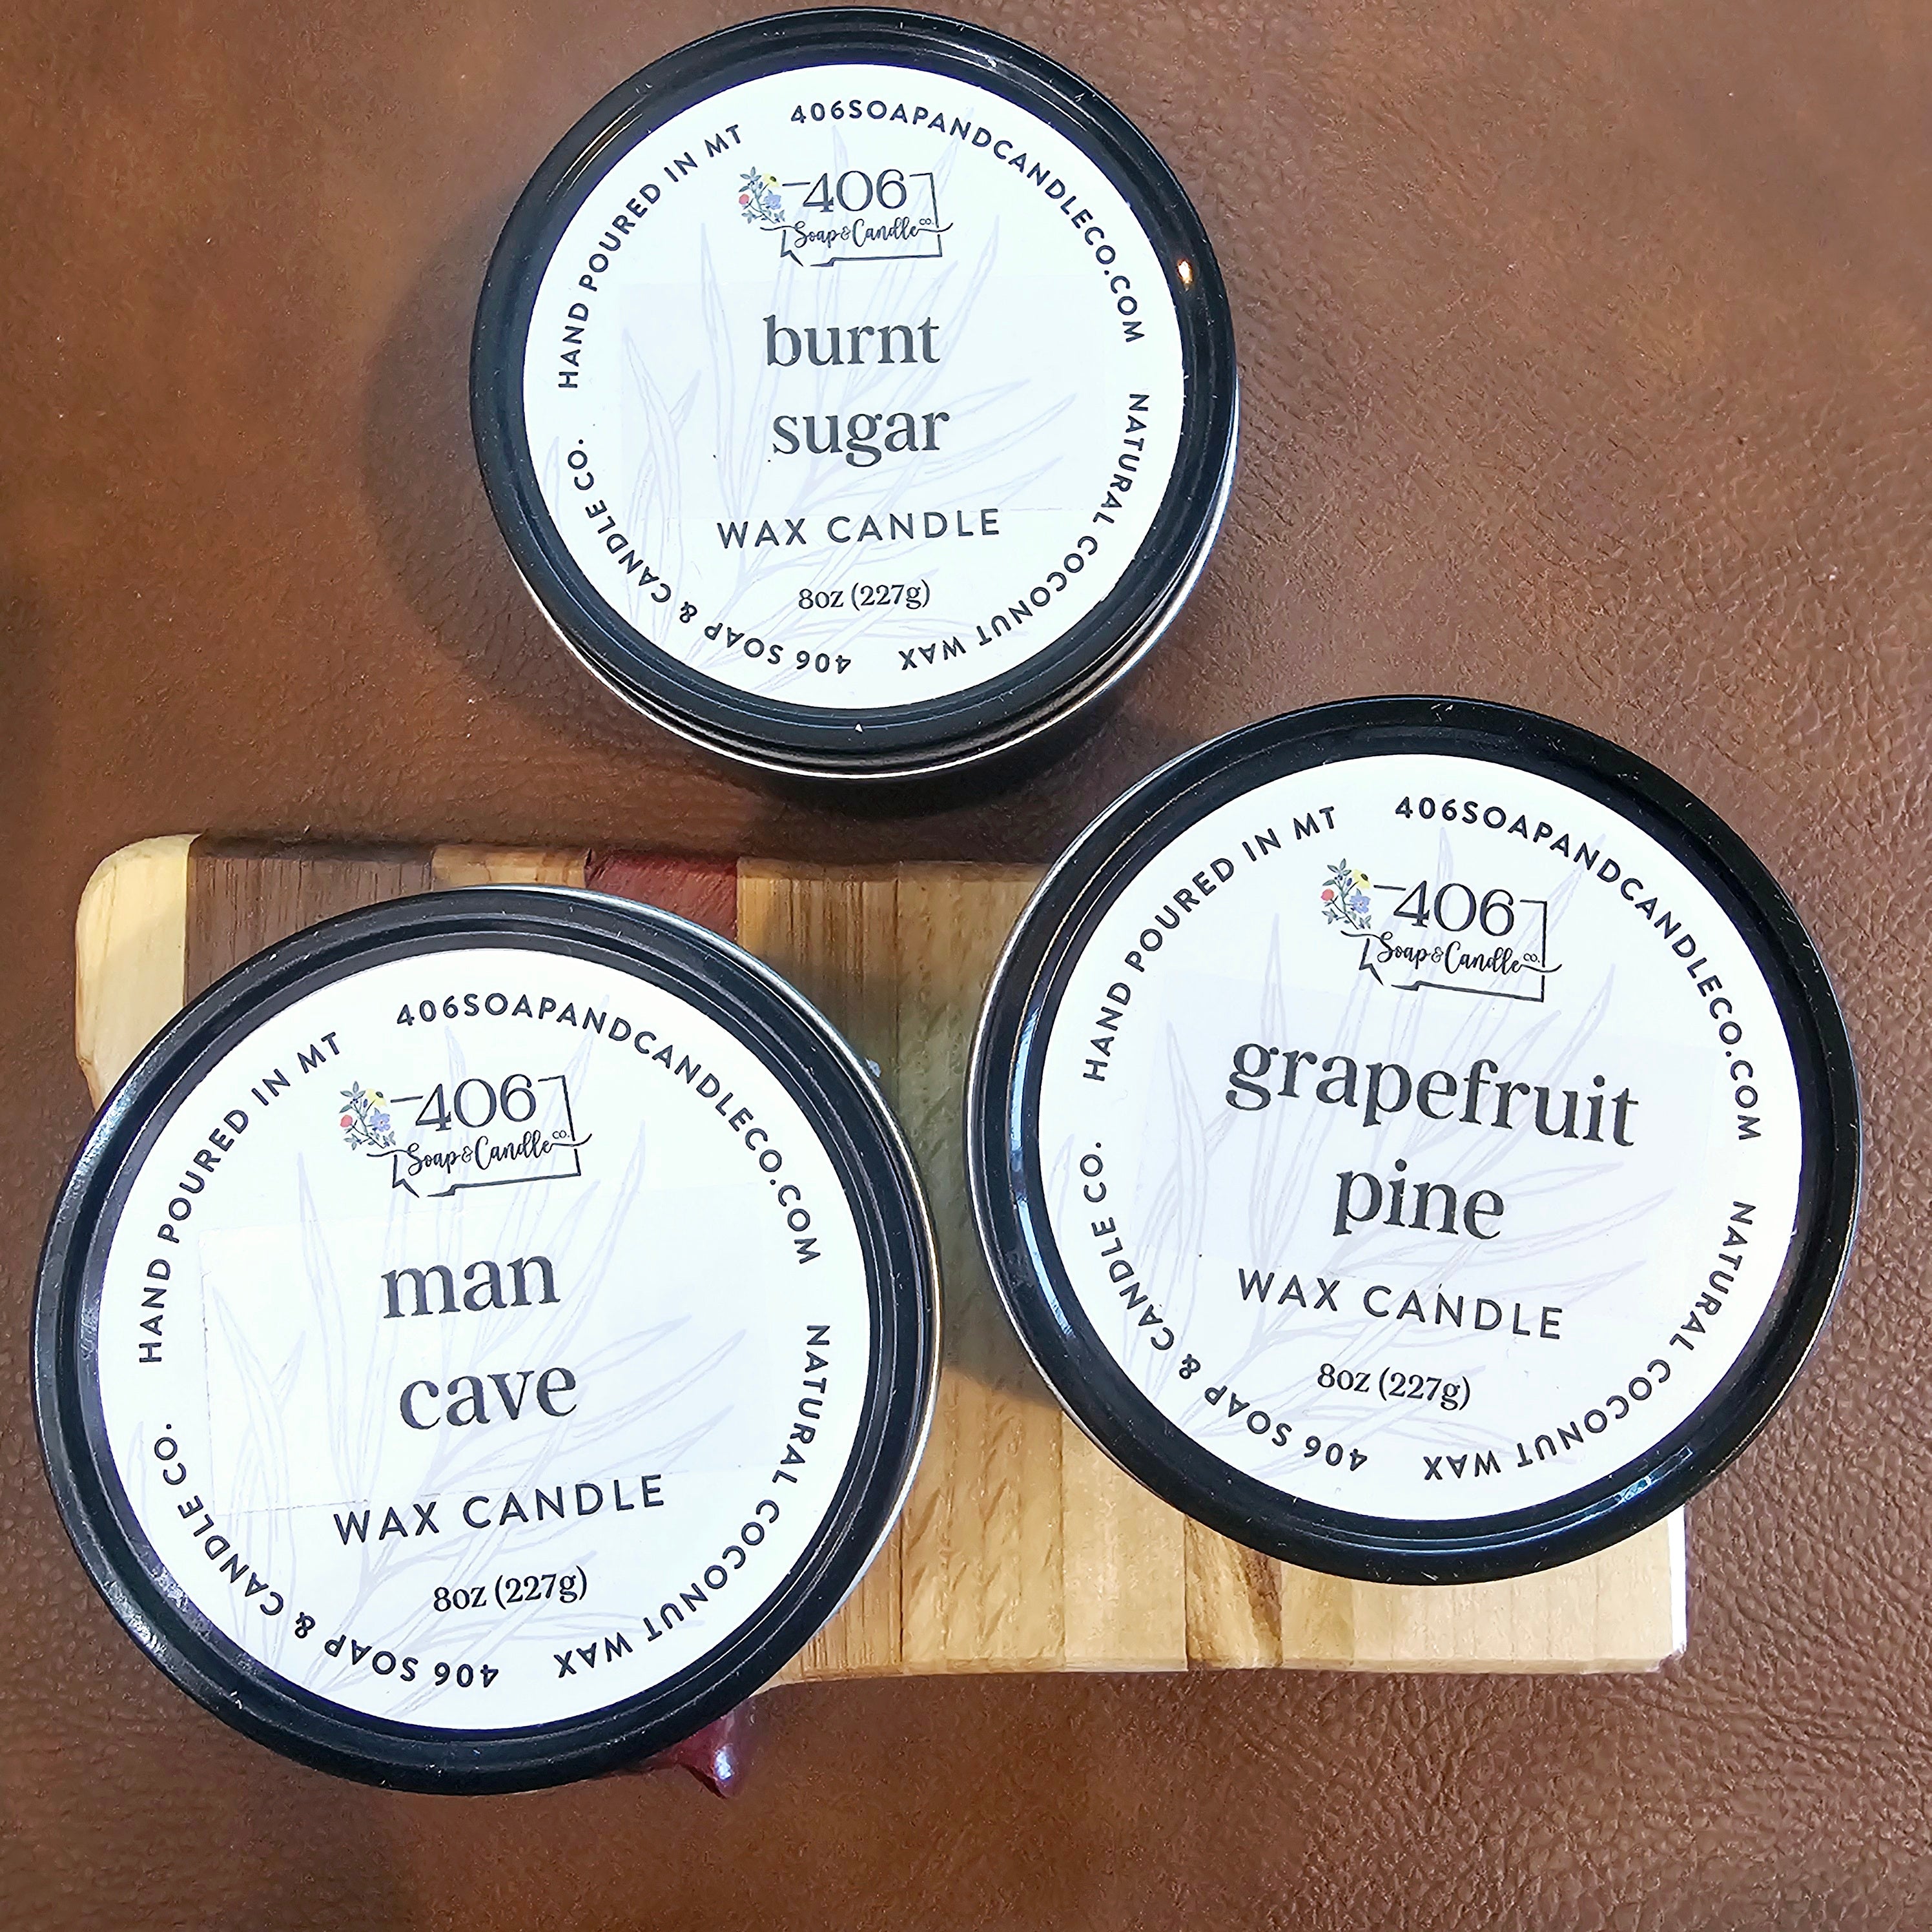 HAND POURED IN MT
406SOAPANDCANDLECO.COM
NATURAL COCONUT WAX
406 SOAP & CANDLE CO.
406
Soap & Candle co.
burnt
sugar
WAX CANDLE
8oz (227g)
HAND POURED IN MT
406SOAPANDCANDLECO.COM
NATURAL COCONUT WAX
406 SOAP & CANDLE CO.
406
Soap & Candle co.
grapefruit
pine
WAX CANDLE
8oz (227g)
HAND POURED IN MT
406SOAPANDCANDLECO.COM
NATURAL COCONUT WAX
406 SOAP & CANDLE CO.
406
Soap & Candle co.
man
cave
WAX CANDLE
8oz (227g)